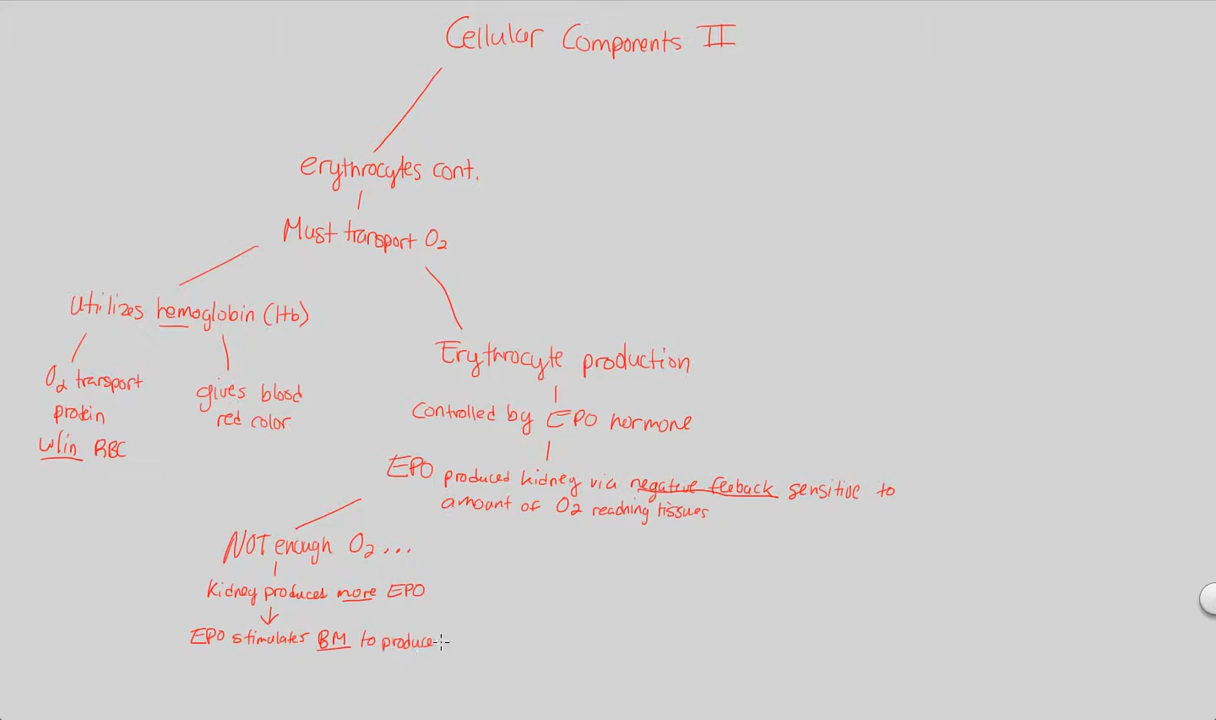 Cellular Components II
erythrocytes cont.
Must transport O2
Utilizes hemoglobin (Hb)
O2 transport
protein
w/in RBC
gives blood
red color
Erythrocyte production
Controlled by EPO hormone
EPO produced kidney via negative feeback sensitive to
amount of O2 reaching tissues
NOT enough O2...
Kidney produces more EPO
EPO stimulates BM to produce